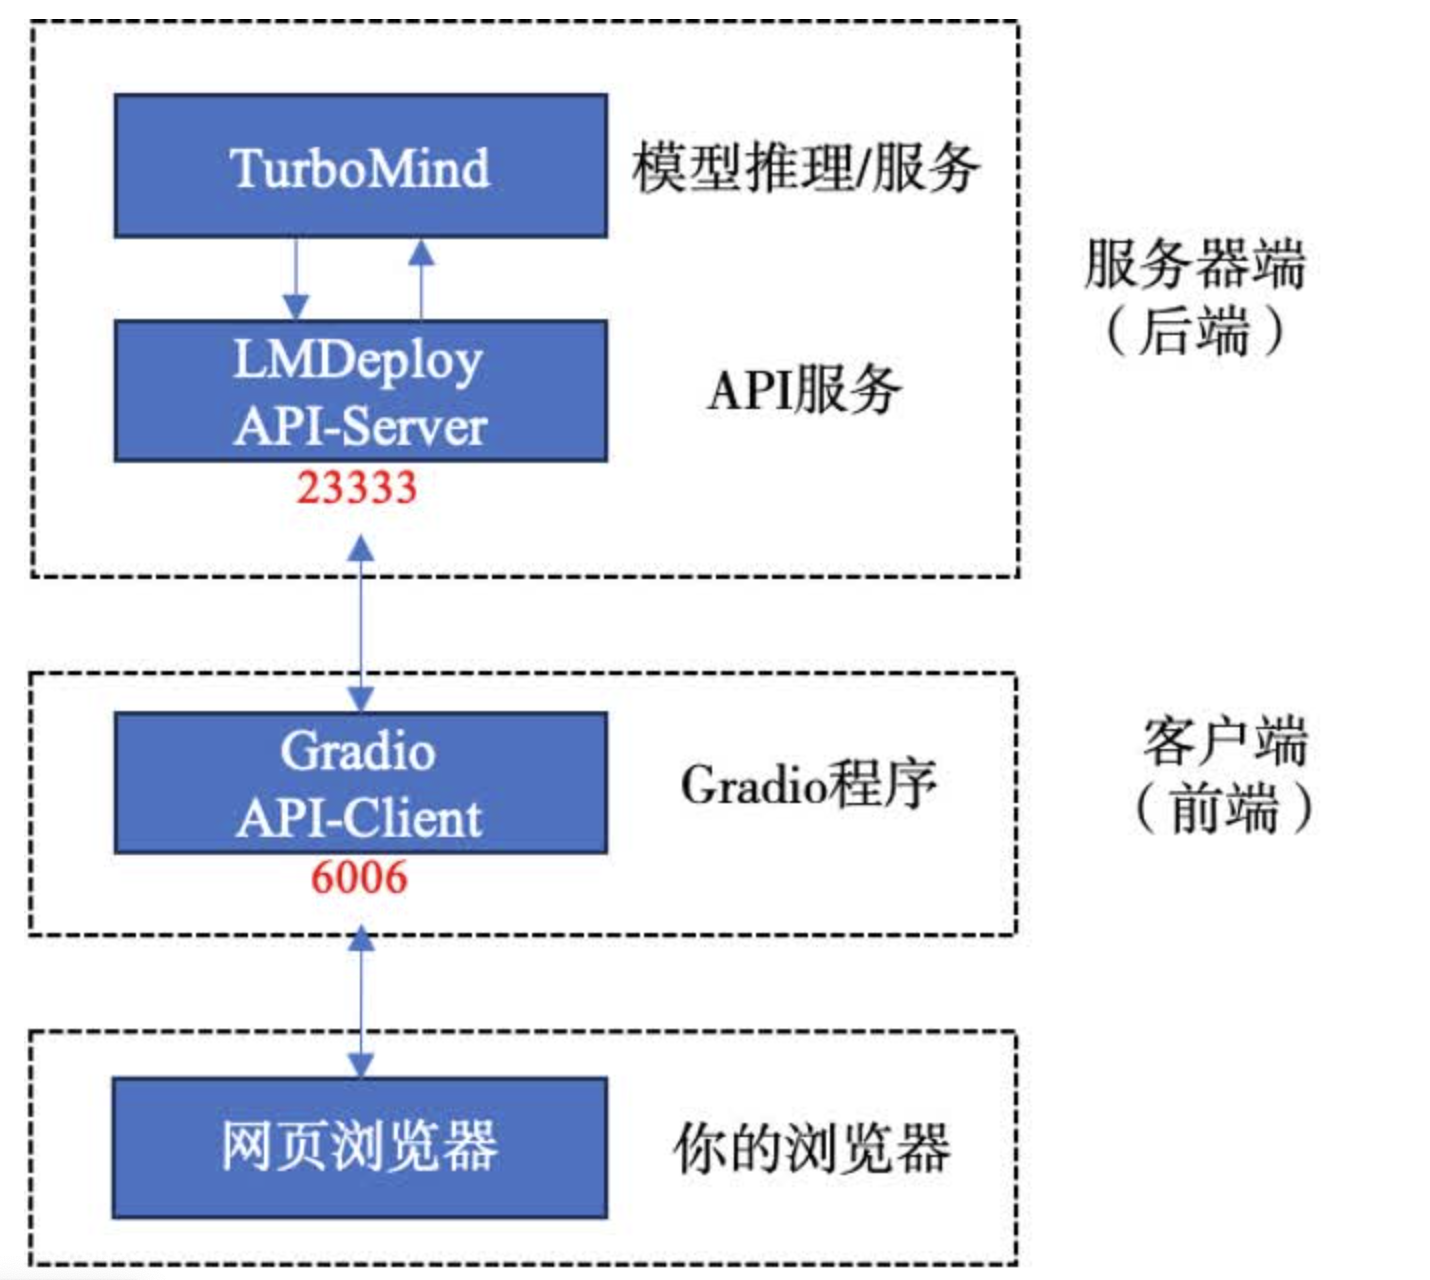 TurboMind
模型推理/服务
服务器端
（后端）
LMDeploy
API-Server
API服务
23333
Gradio
API-Client
Gradio程序
客户端
（前端）
6006
网页浏览器
你的浏览器